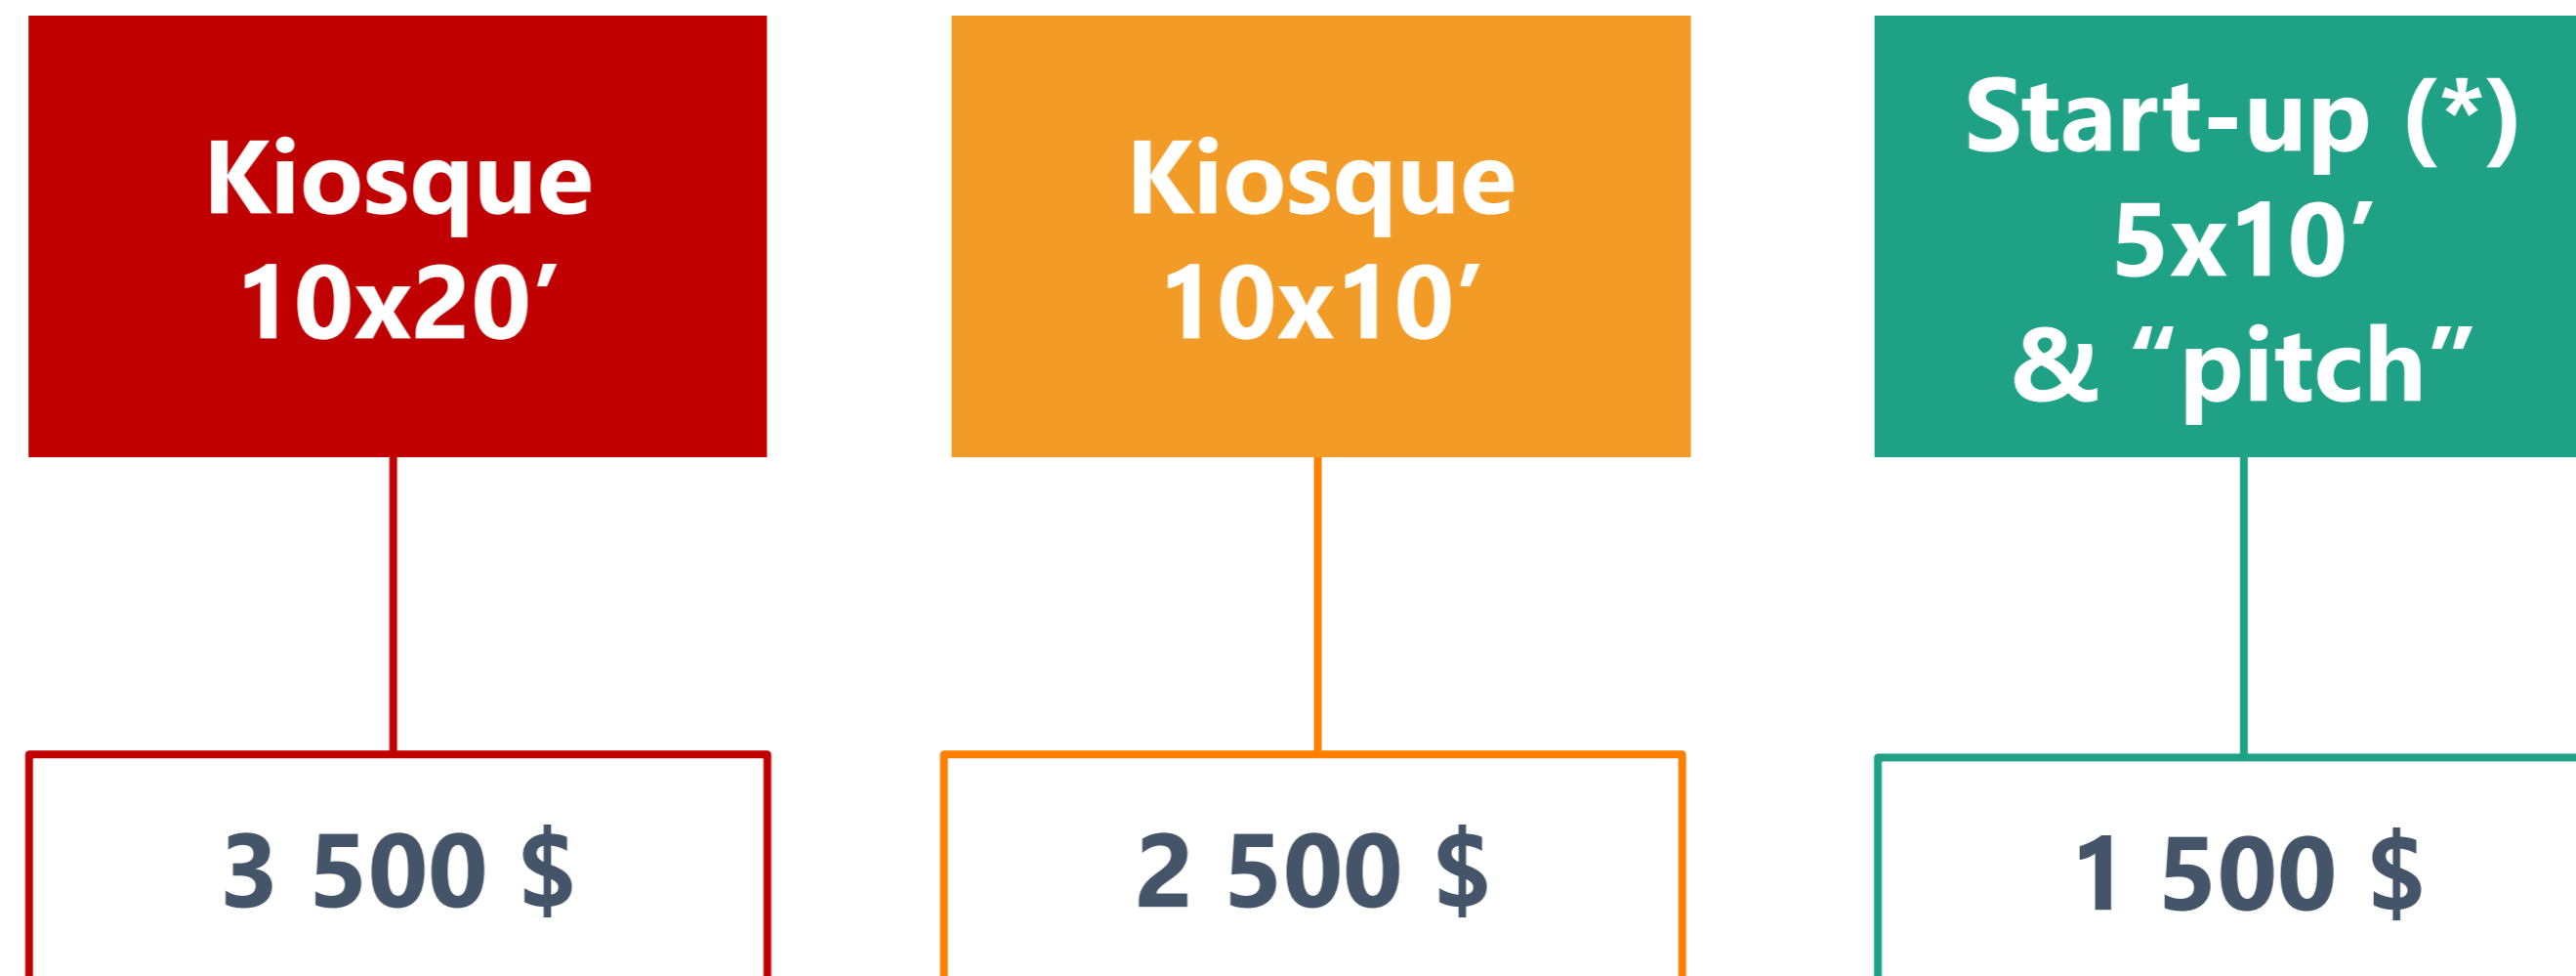 Kiosque
10x20’
Kiosque
10x10’
Start-up (*)
5x10’
& “pitch”
3 500 $
2 500 $
1 500 $